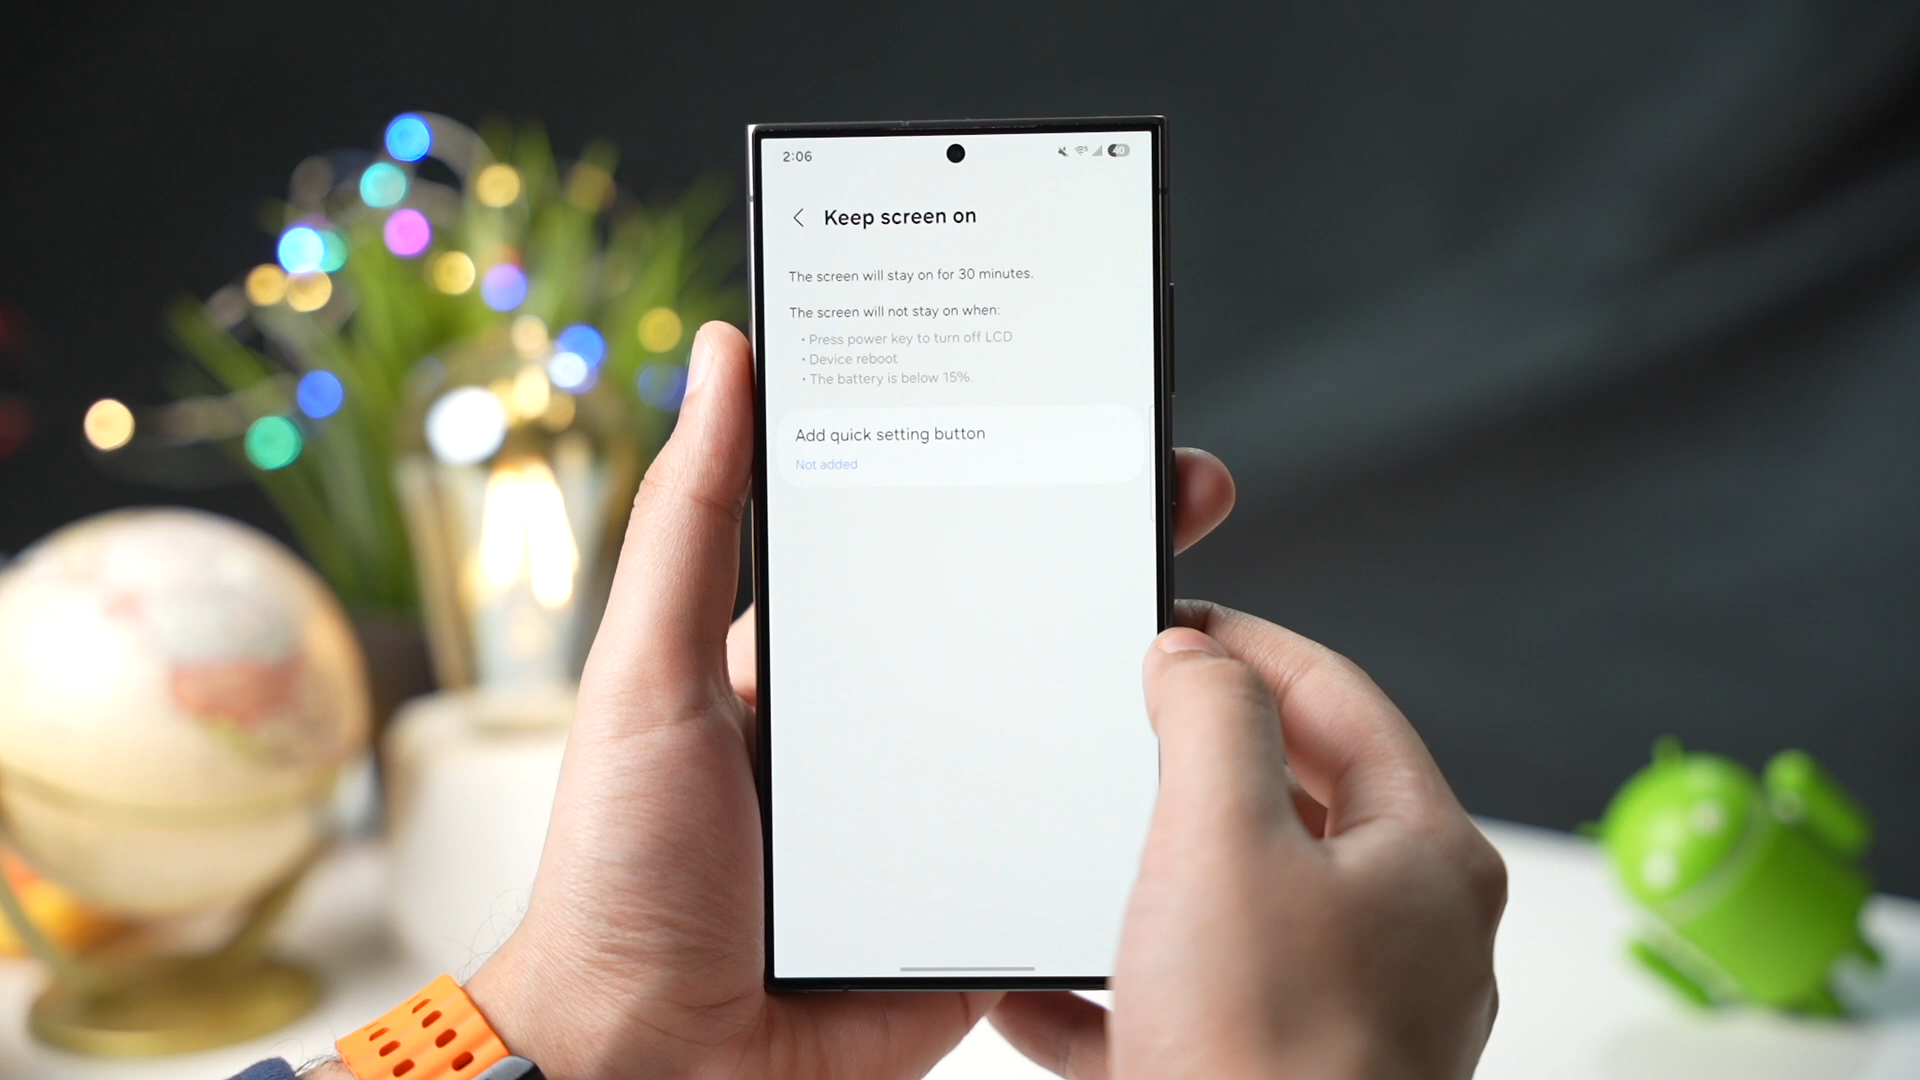 2:06
40
Keep screen on
The screen will stay on for 30 minutes.
The screen will not stay on when:
• Press power key to turn off LCD
• Device reboot
• The battery is below 15%.
Add quick setting button
Not added